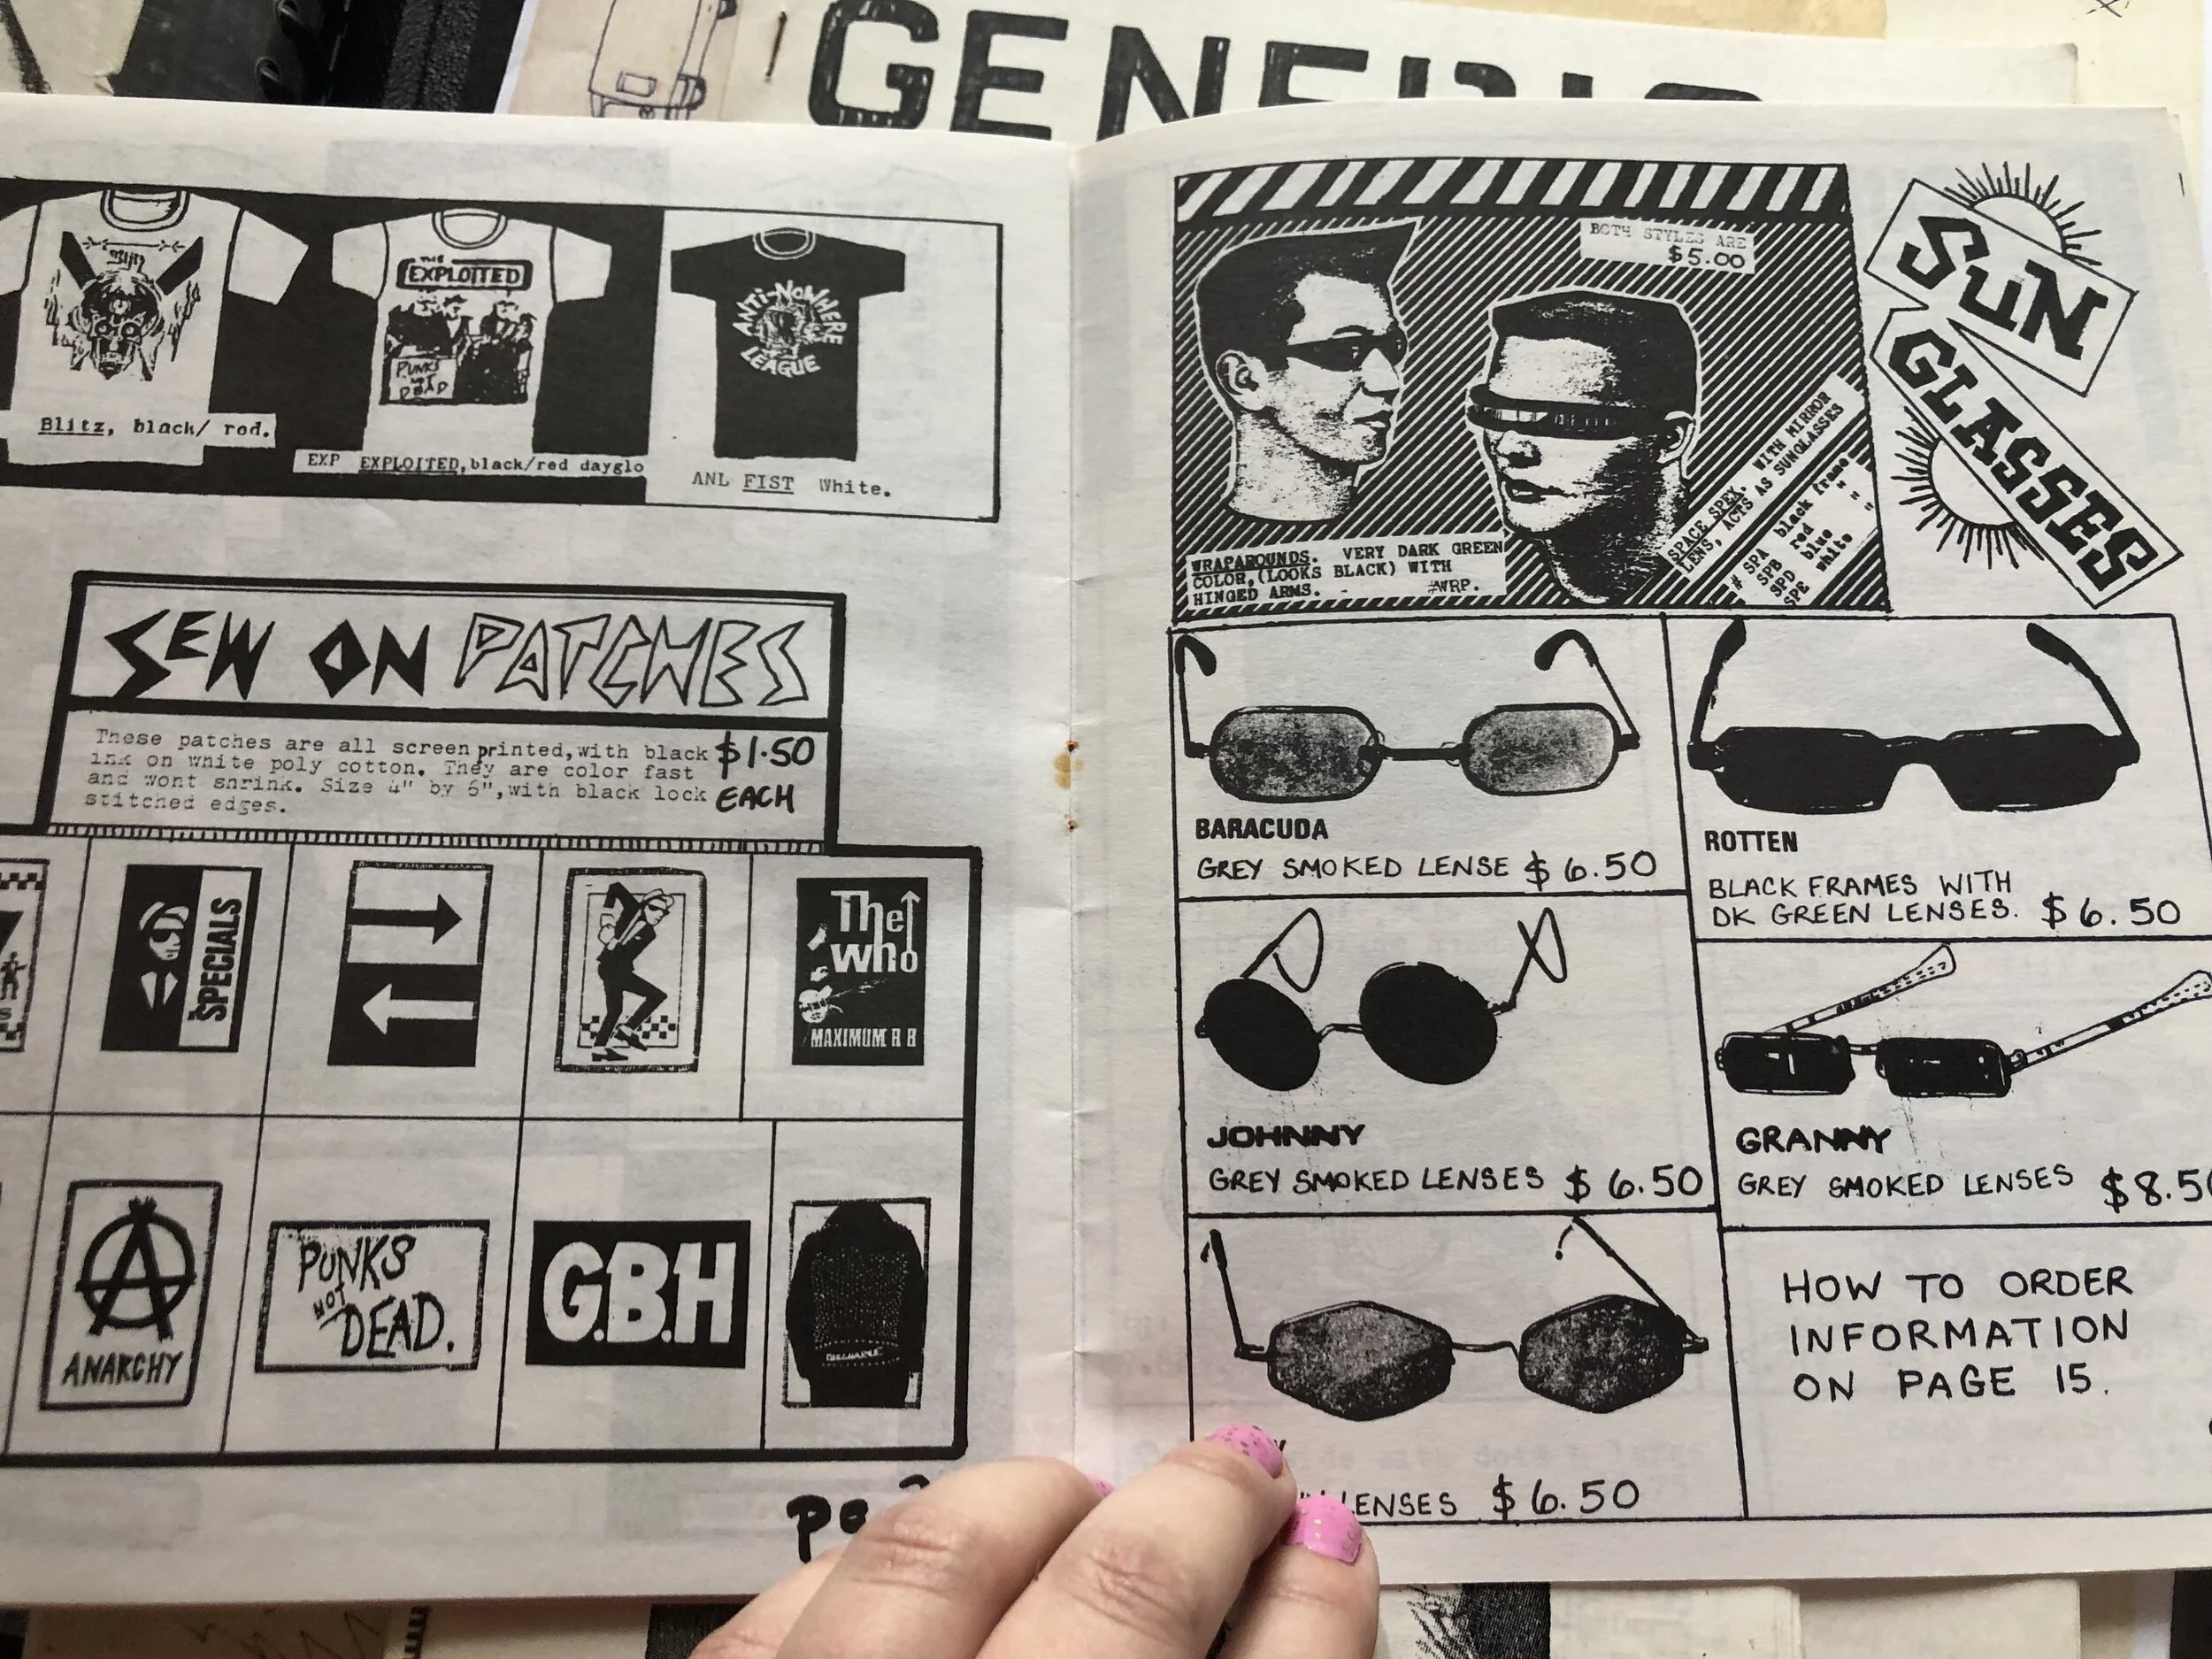 GENERIC
Blitz
THE
EXPLOITED
PUNKS
NOT
DEAD
ANTI-NOWHERE
LEAGUE
Blitz, black/ red.
EXP EXPLOITED, black/red dayglo
ANL FIST White.
SEW ON PATCHES
These patches are all screen printed, with black
ink on white poly cotton. They are color fast
and wont shrink. Size 4" by 6", with black lock
stitched edges.
$1.50
EACH
SPECIALS
The
who
MAXIMUM R B
ANARCHY
PUNKS
NOT
DEAD.
G.B.H
SUN
GLASSES
BOTH STYLES ARE
$5.00
WRAPAROUNDS. VERY DARK GREEN
COLOR, (LOOKS BLACK) WITH
HINGED ARMS. - #WRP.
SPACE SPEX. WITH MIRROR
LENS, ACTS AS SUNGLASSES
# SPA black frame
SPB red "
SPD blue "
SPE white "
BARACUDA
GREY SMOKED LENSE $6.50
ROTTEN
BLACK FRAMES WITH
DK GREEN LENSES. $6.50
JOHNNY
GREY SMOKED LENSES $6.50
GRANNY
GREY SMOKED LENSES $8.50
LENSES $6.50
HOW TO ORDER
INFORMATION
ON PAGE 15.